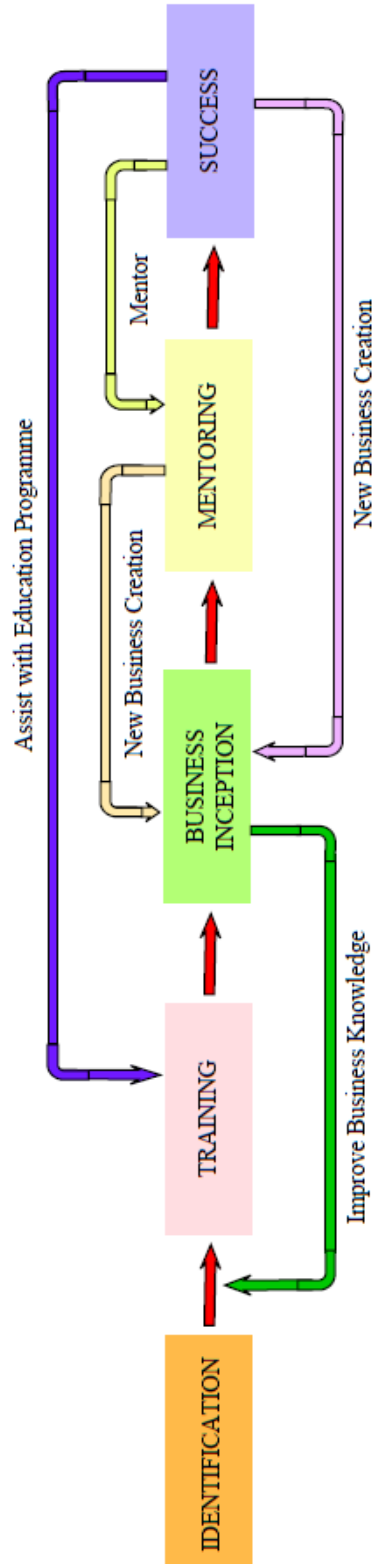 Assist with Education Programme
Mentor
New Business Creation
IDENTIFICATION
TRAINING
BUSINESS
INCEPTION
MENTORING
SUCCESS
Improve Business Knowledge
New Business Creation